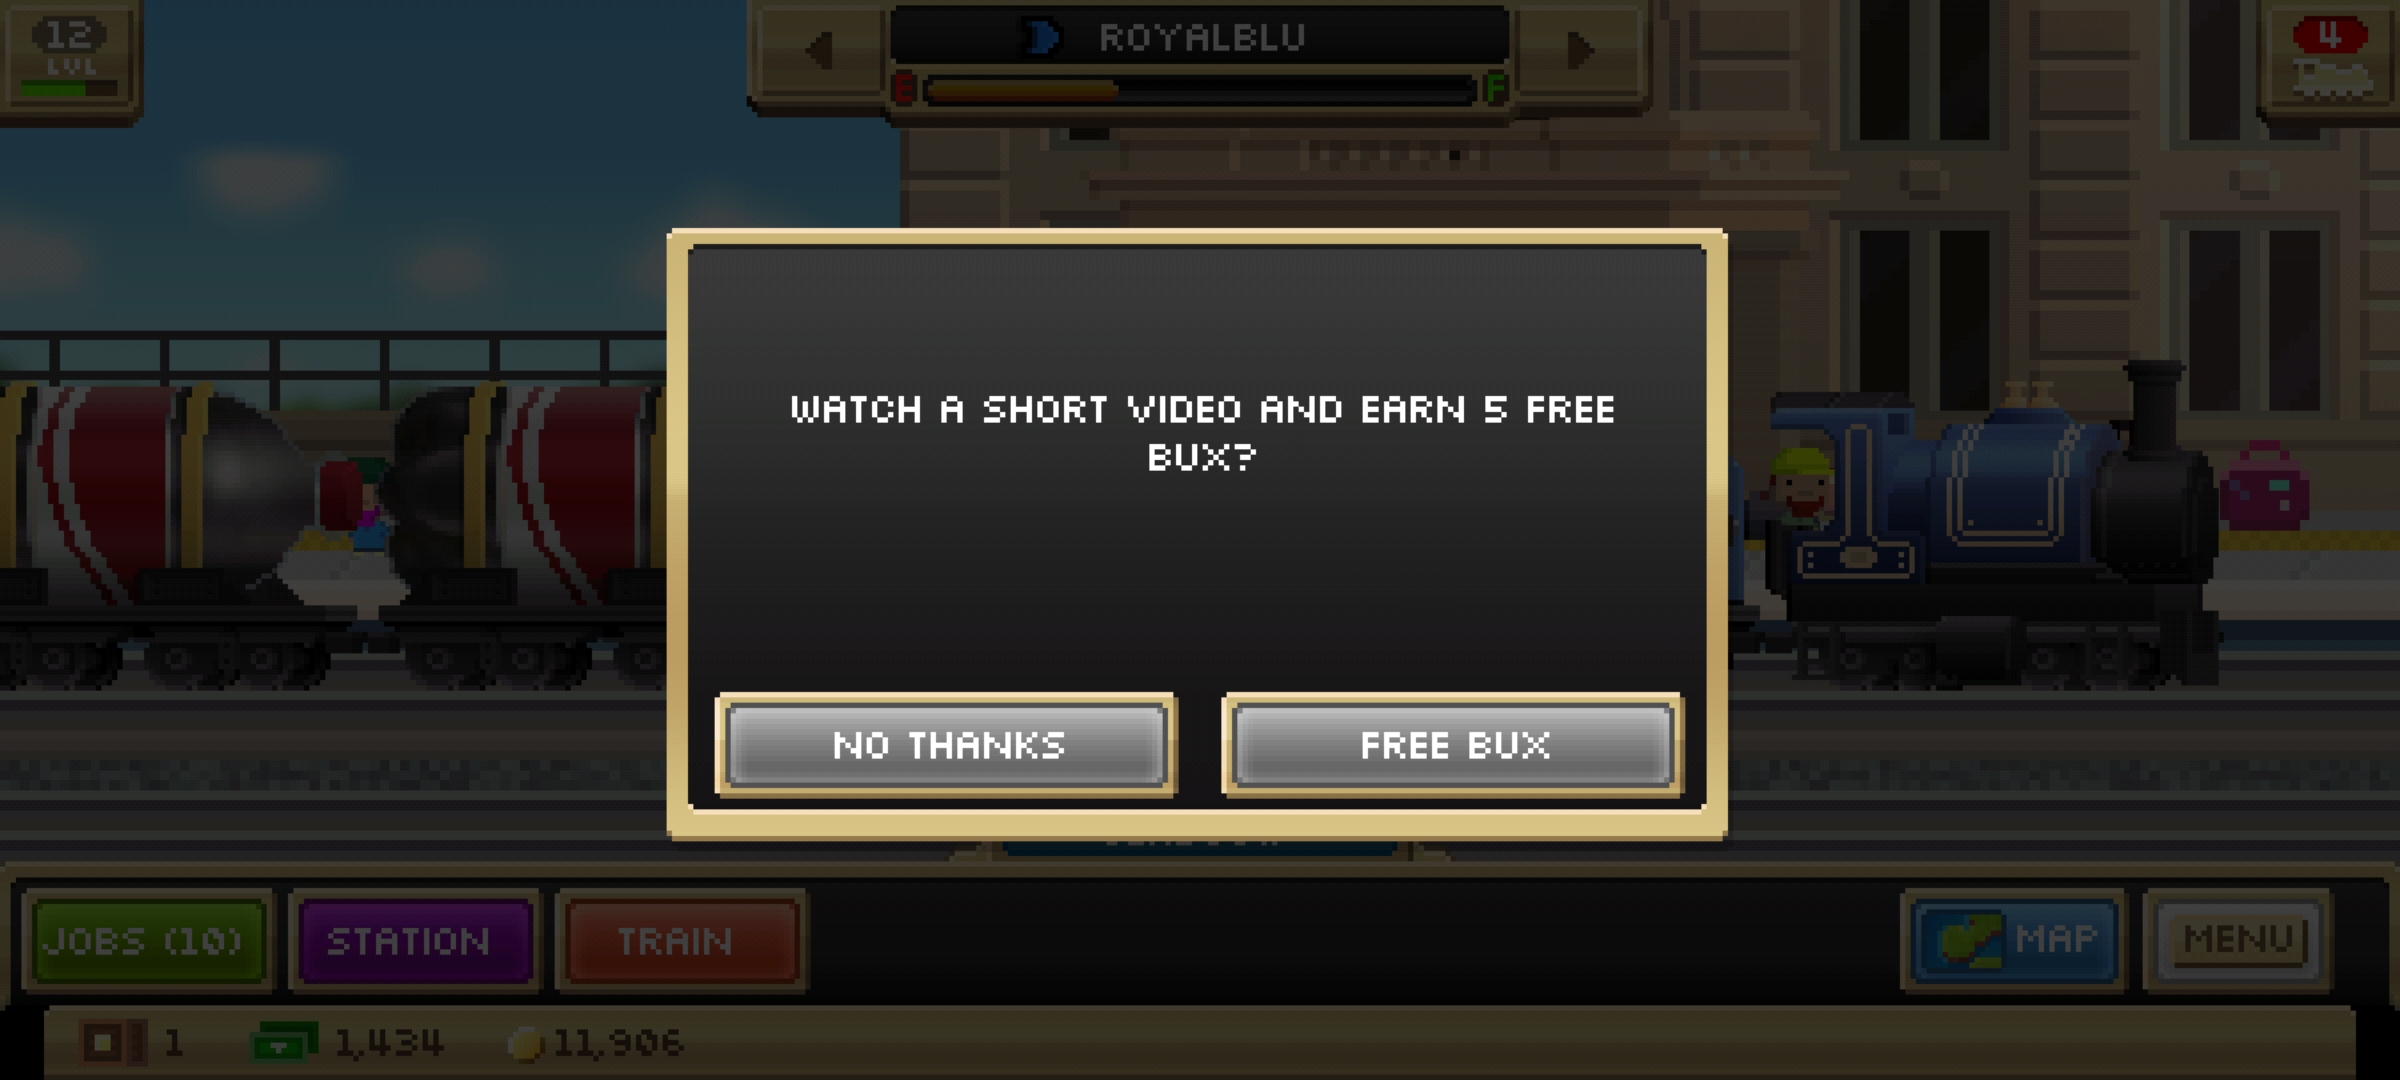 12
LVL
ROYALBLU
E
F
4
WATCH A SHORT VIDEO AND EARN 5 FREE
BUX?
NO THANKS
FREE BUX
JOBS (10)
STATION
TRAIN
MAP
MENU
1
1,434
11,906